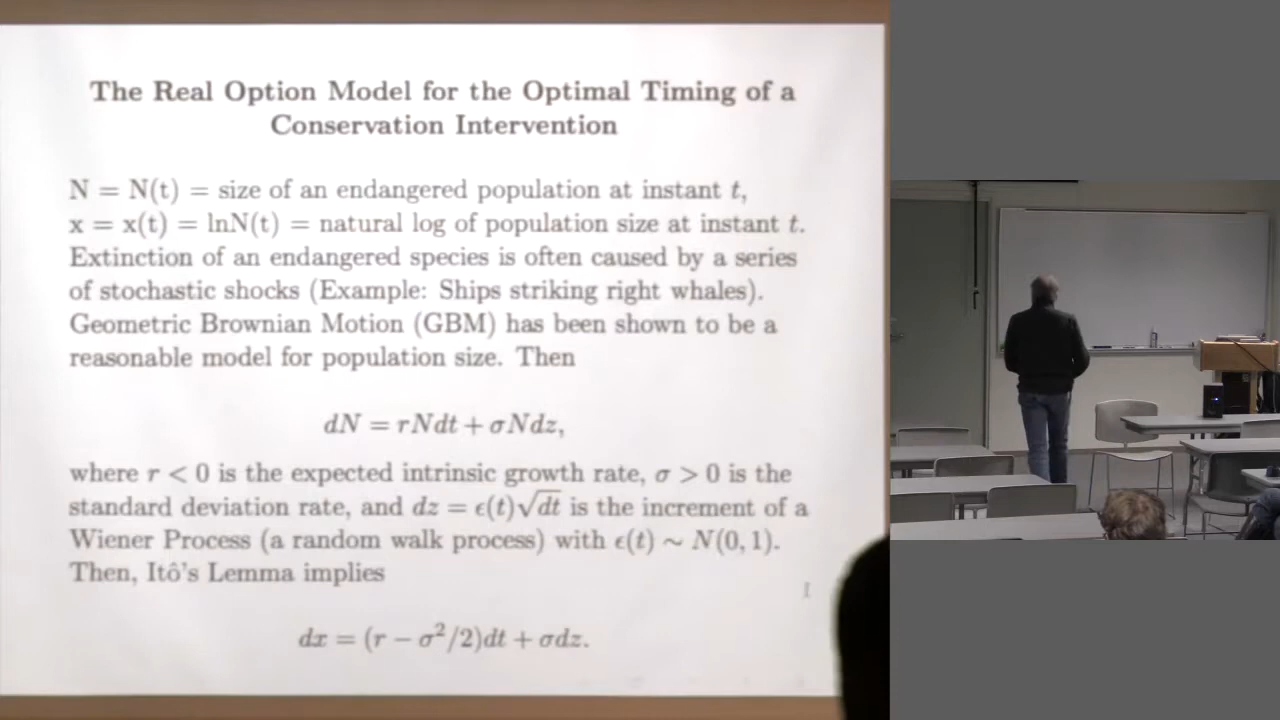 The Real Option Model for the Optimal Timing of a
Conservation Intervention
N = N(t) = size of an endangered population at instant t,
x = x(t) = lnN(t) = natural log of population size at instant t.
Extinction of an endangered species is often caused by a series
of stochastic shocks (Example: Ships striking right whales).
Geometric Brownian Motion (GBM) has been shown to be a
reasonable model for population size. Then
dN = rNdt + σNdz,
where r < 0 is the expected intrinsic growth rate, σ > 0 is the
standard deviation rate, and dz = ϵ(t)√dt is the increment of a
Wiener Process (a random walk process) with ϵ(t) ~ N(0, 1).
Then, Itô's Lemma implies
dx = (r − σ²/2)dt + σdz.